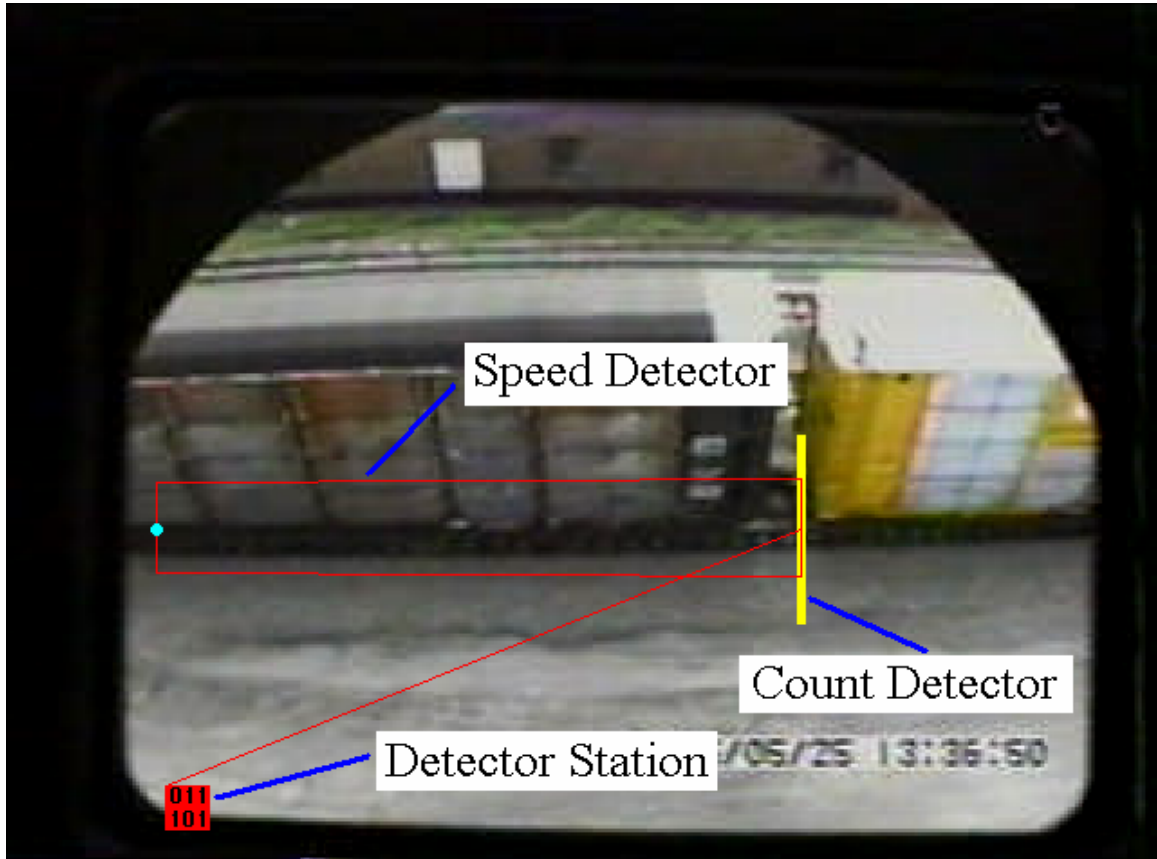 Speed Detector
Count Detector
/05/25 13:36:50
Detector Station
011
101